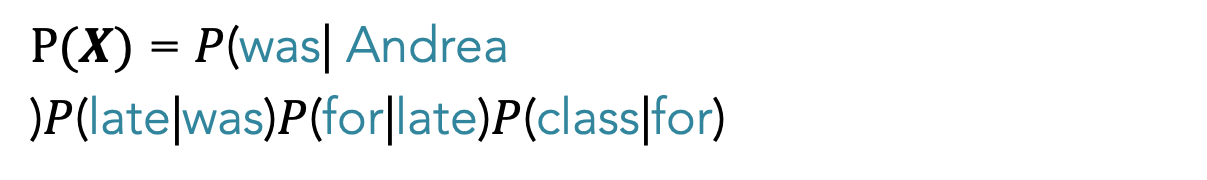 P(X) = P(was| Andrea
)P(late|was)P(for|late)P(class|for)